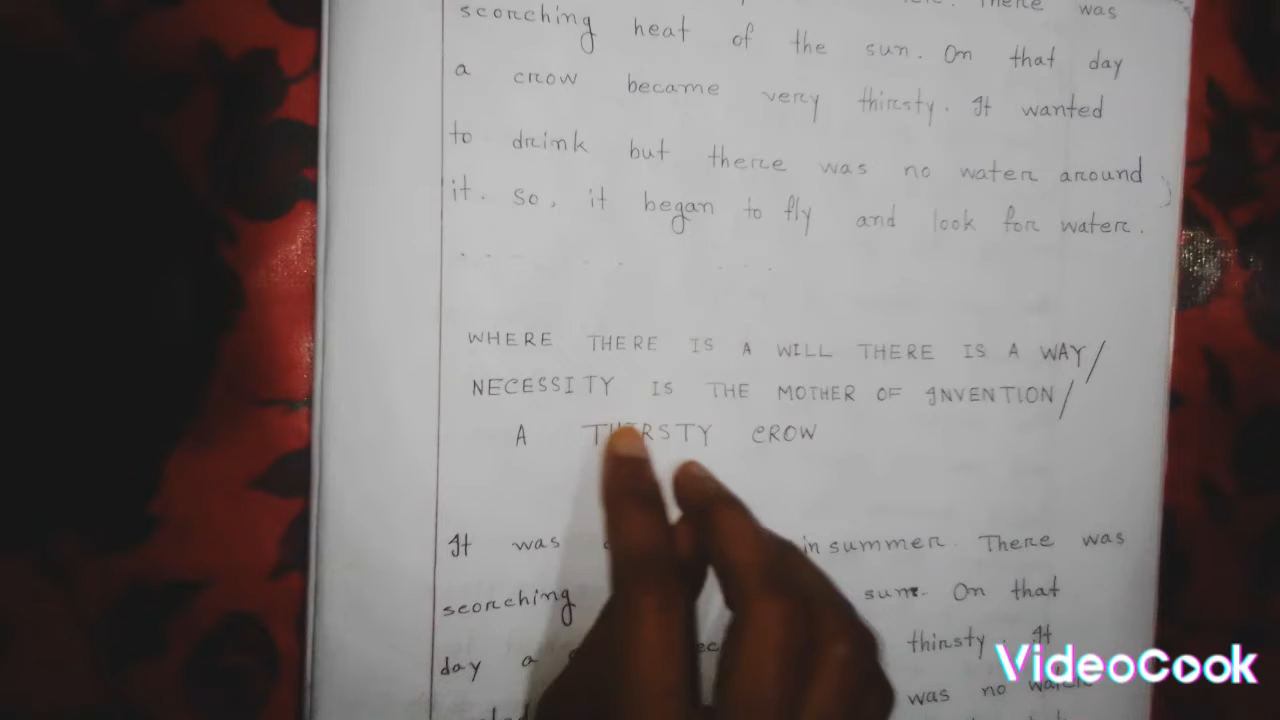 There was
scorching heat of the sun. On that day
a crow became very thirsty. It wanted
to drink but there was no water around
it. So, it began to fly and look for water.
WHERE THERE IS A WILL THERE IS A WAY/
NECESSITY IS THE MOTHER OF INVENTION/
A THIRSTY CROW
It was in summer. There was
scorching sun. On that
day a thirsty. It
was no water
VideoCook